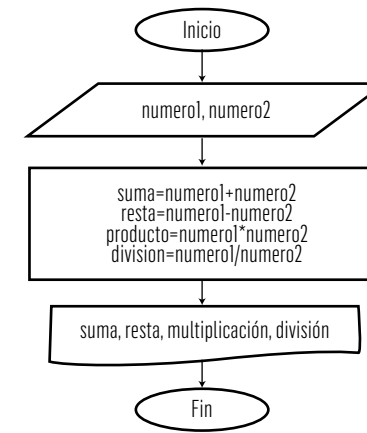 Inicio
numero1, numero2
suma=numero1+numero2
resta=numero1-numero2
producto=numero1*numero2
division=numero1/numero2
suma, resta, multiplicación, división
Fin